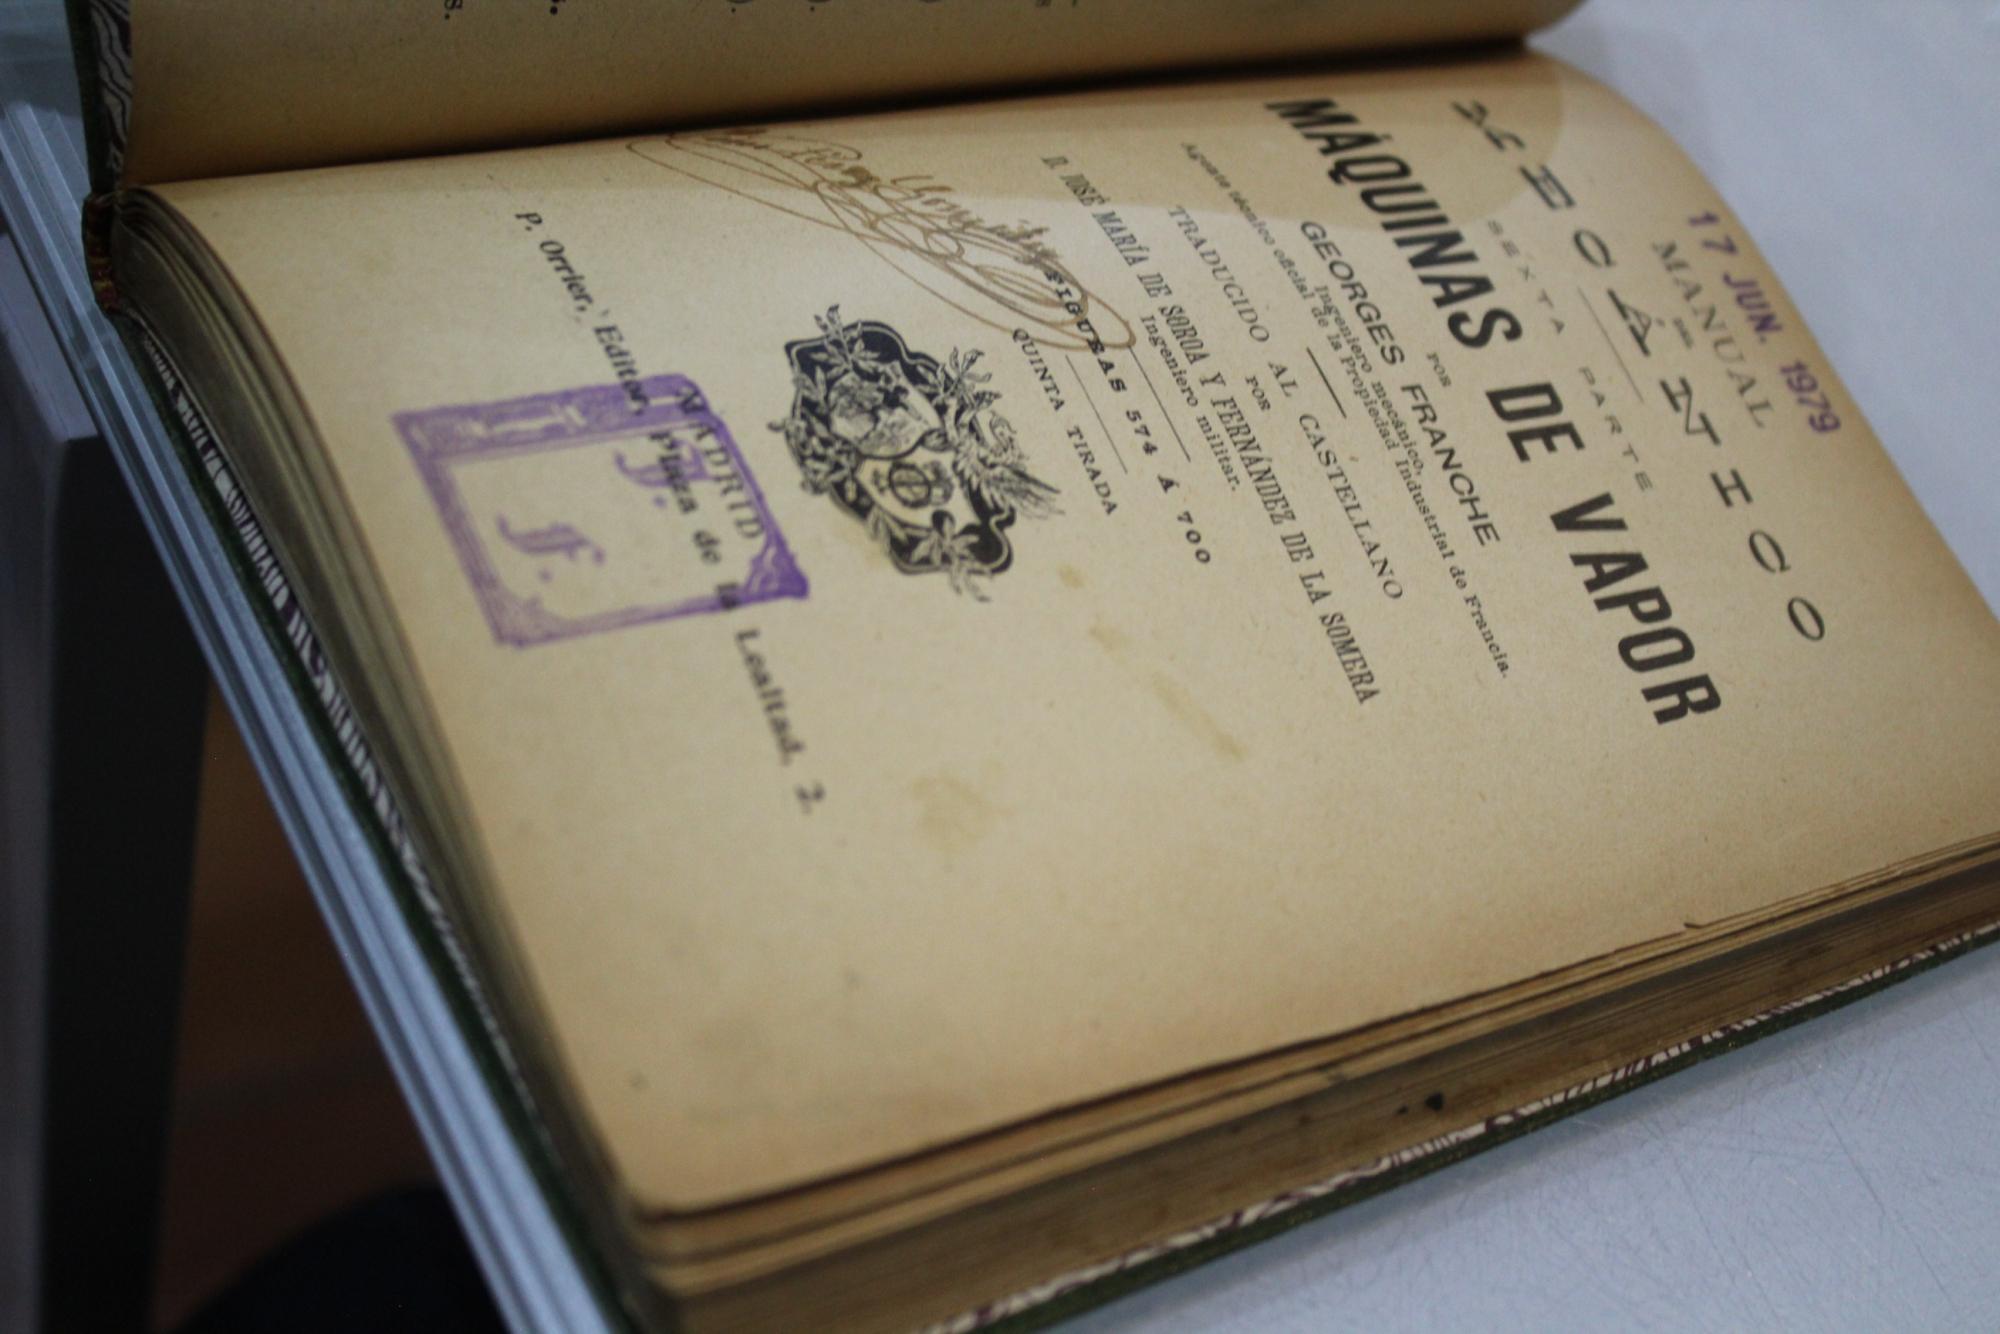 17 JUN. 1979
MANUAL
DEL
MECÁNICO
SEXTA PARTE
MÁQUINAS DE VAPOR
POR
GEORGES FRANCHE
Ingeniero mecánico,
Agente técnico oficial de la Propiedad Industrial de Francia.
TRADUCIDO AL CASTELLANO
POR
D. JOSÉ MARÍA DE SOROA Y FERNÁNDEZ DE LA SOMERA
Ingeniero militar.
FIGURAS 574 Á 700
QUINTA TIRADA
MADRID
P. Orrier, Editor, Plaza de la Lealtad, 2.